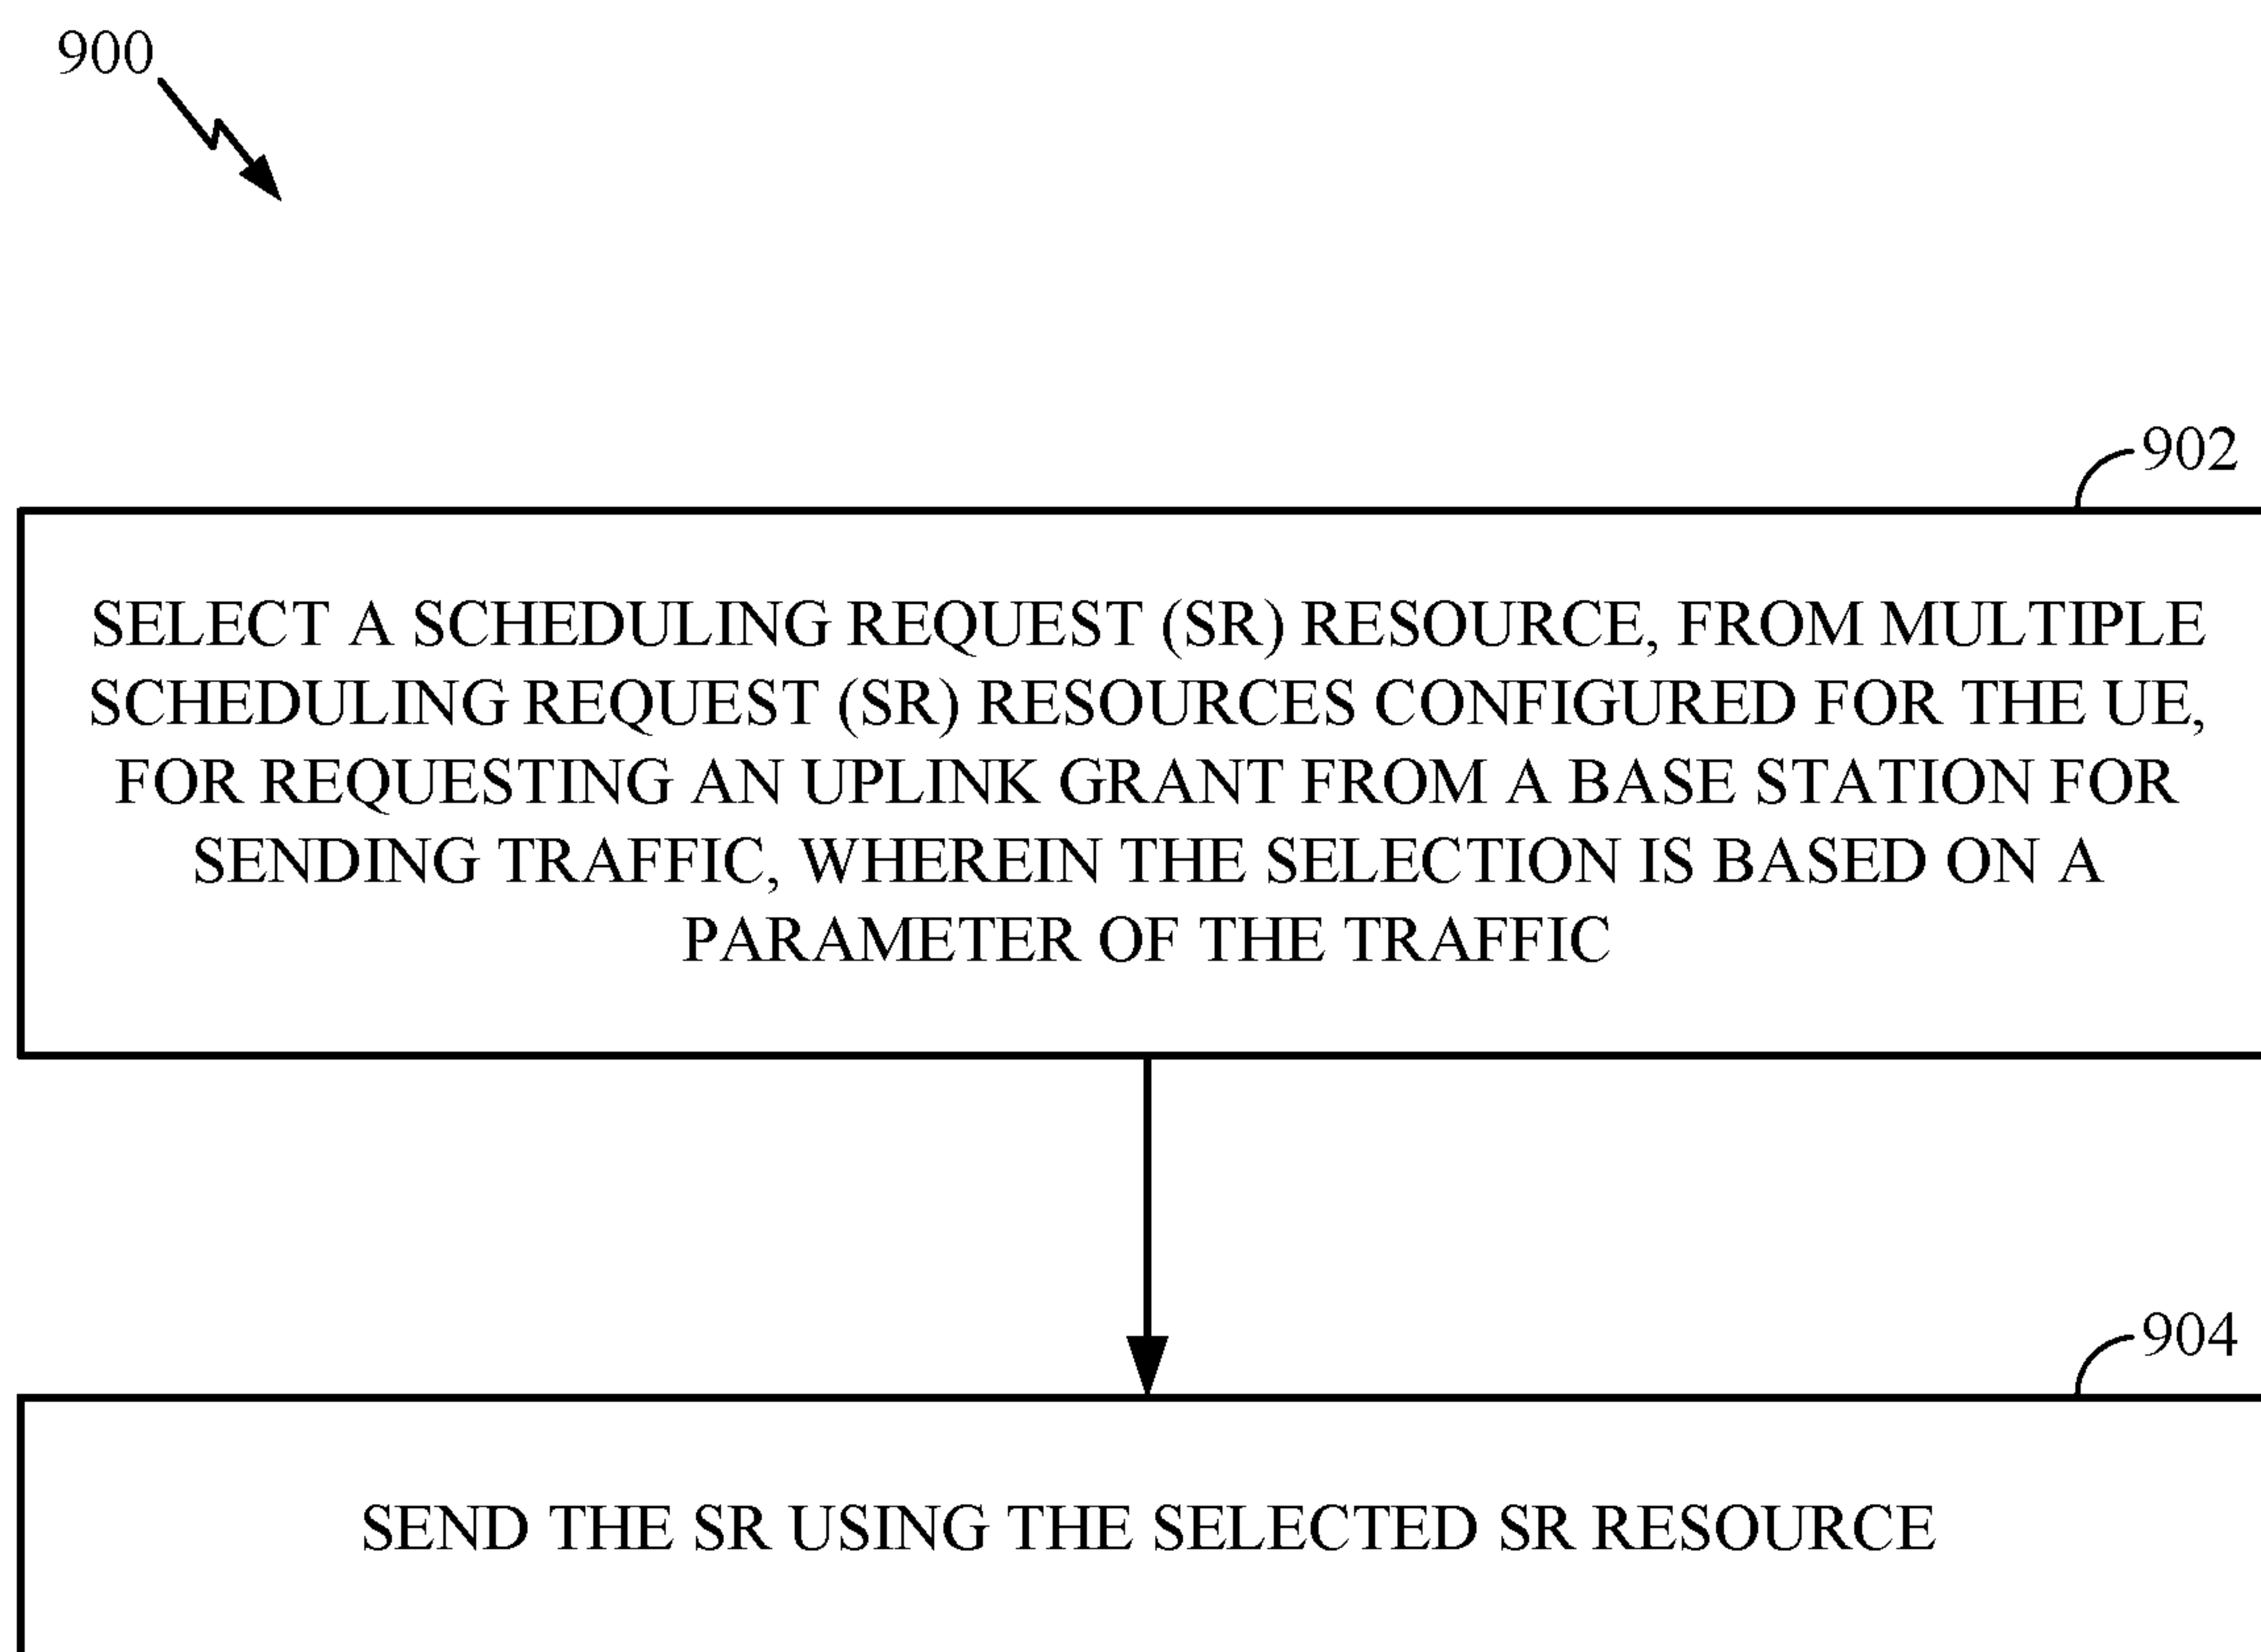 900
902
SELECT A SCHEDULING REQUEST (SR) RESOURCE, FROM MULTIPLE
SCHEDULING REQUEST (SR) RESOURCES CONFIGURED FOR THE UE,
FOR REQUESTING AN UPLINK GRANT FROM A BASE STATION FOR
SENDING TRAFFIC, WHEREIN THE SELECTION IS BASED ON A
PARAMETER OF THE TRAFFIC
904
SEND THE SR USING THE SELECTED SR RESOURCE